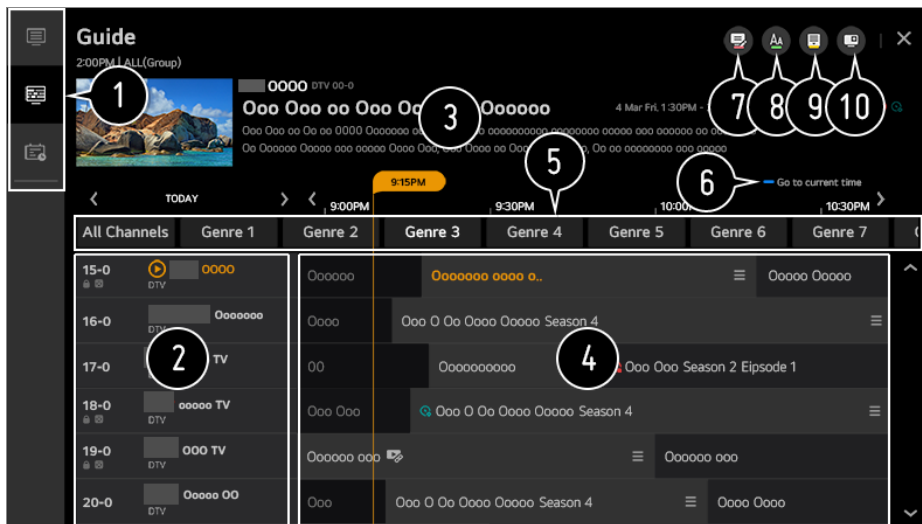 Guide
2:00PM | ALL(Group)
OOOO DTV 00-0
Ooo Ooo oo Ooo Oo Oooooo
4 Mar Fri. 1:30PM -
7
8
9
10
1
3
5
6
9:15PM
Go to current time
TODAY
9:00PM
9:30PM
10:00
10:30PM
All Channels Genre 1 Genre 2 Genre 3 Genre 4 Genre 5 Genre 6 Genre 7
15-0 OOOO Oooooo Ooooooo oooo o.. Ooooo Ooooo
DTV
16-0 Ooooooo Oooo Ooo O Oo Oooo Ooooo Season 4
DTV
2
4
17-0 TV OO Oooooooooo Ooo Ooo Season 2 Eipsode 1
18-0 ooooo TV Ooo Ooo Ooo O Oo Oooo Ooooo Season 4
DTV
19-0 OOO TV Oooooo ooo Oooooo ooo
DTV
20-0 Ooooo OO Ooo Ooo O Oo Oooo Ooooo Season 4 Oooo Oooo
DTV